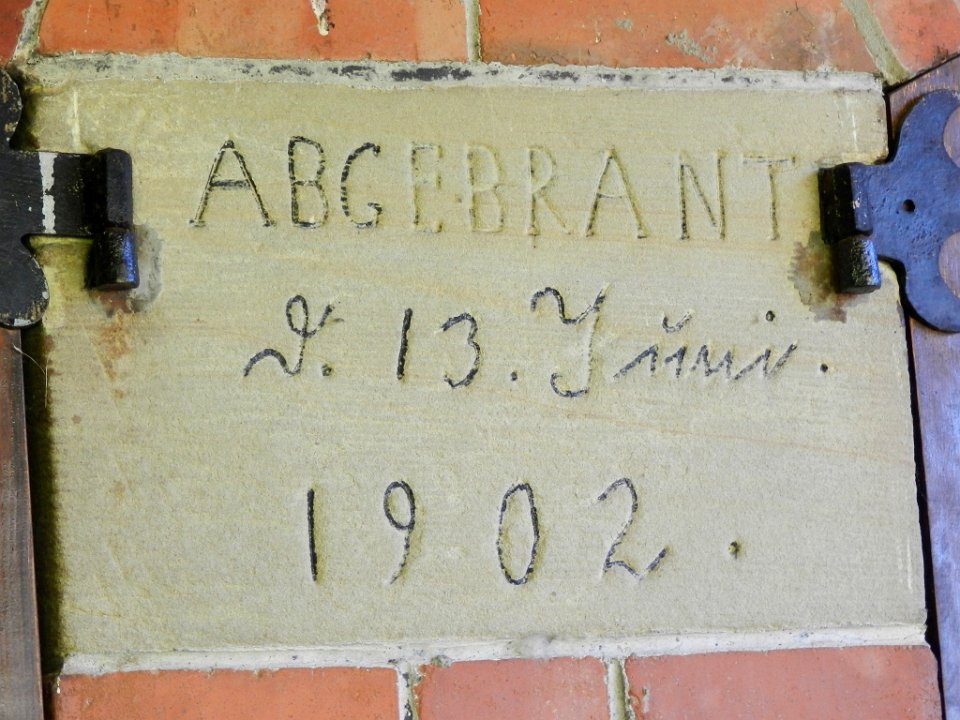 ABGEBRANT
d. 13. Juni.
1902.